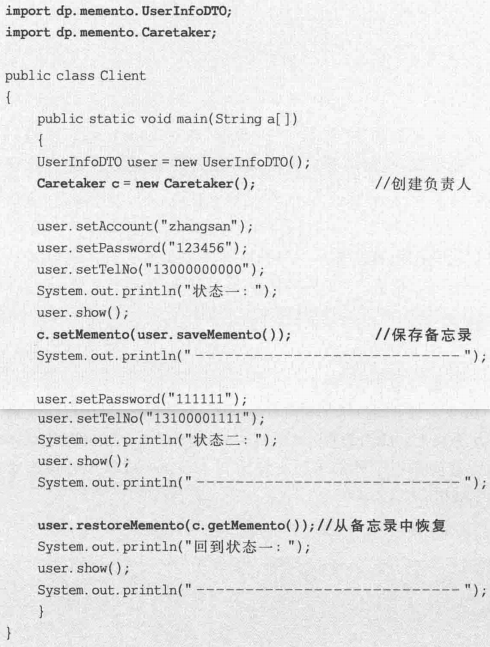 import dp.memento.UserInfoDTO;
import dp.memento.Caretaker;
public class Client
{
public static void main(String a[])
{
UserInfoDTO user = new UserInfoDTO();
Caretaker c = new Caretaker(); //创建负责人
user.setAccount("zhangsan");
user.setPassword("123456");
user.setTelNo("13000000000");
System.out.println("状态一：");
user.show();
c.setMemento(user.saveMemento()); //保存备忘录
System.out.println("---------------------------");
user.setPassword("111111");
user.setTelNo("13100001111");
System.out.println("状态二：");
user.show();
System.out.println("---------------------------");
user.restoreMemento(c.getMemento());//从备忘录中恢复
System.out.println("回到状态一：");
user.show();
System.out.println("---------------------------");
}
}